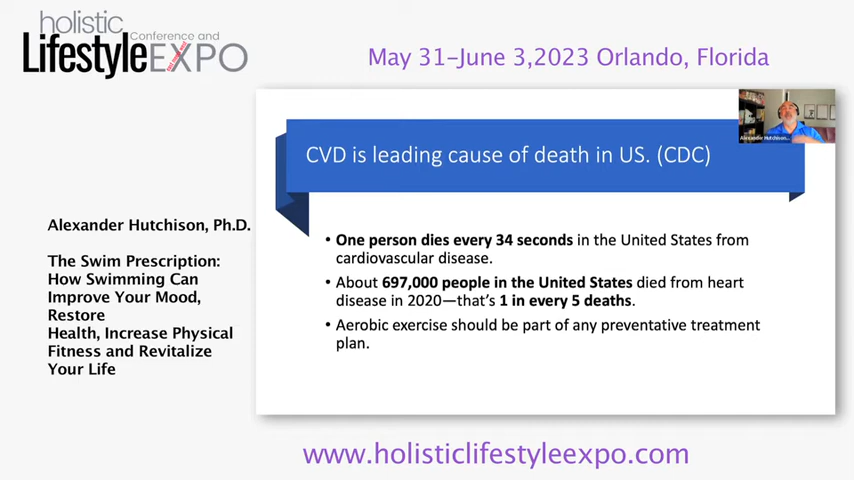 holistic
Conference and
LifestyleEXPO
May 31-June 3,2023 Orlando, Florida
Alexander Hutchison...
CVD is leading cause of death in US. (CDC)
Alexander Hutchison, Ph.D.
The Swim Prescription:
How Swimming Can
Improve Your Mood,
Restore
Health, Increase Physical
Fitness and Revitalize
Your Life
• One person dies every 34 seconds in the United States from
cardiovascular disease.
• About 697,000 people in the United States died from heart
disease in 2020—that's 1 in every 5 deaths.
• Aerobic exercise should be part of any preventative treatment
plan.
www.holisticlifestyleexpo.com